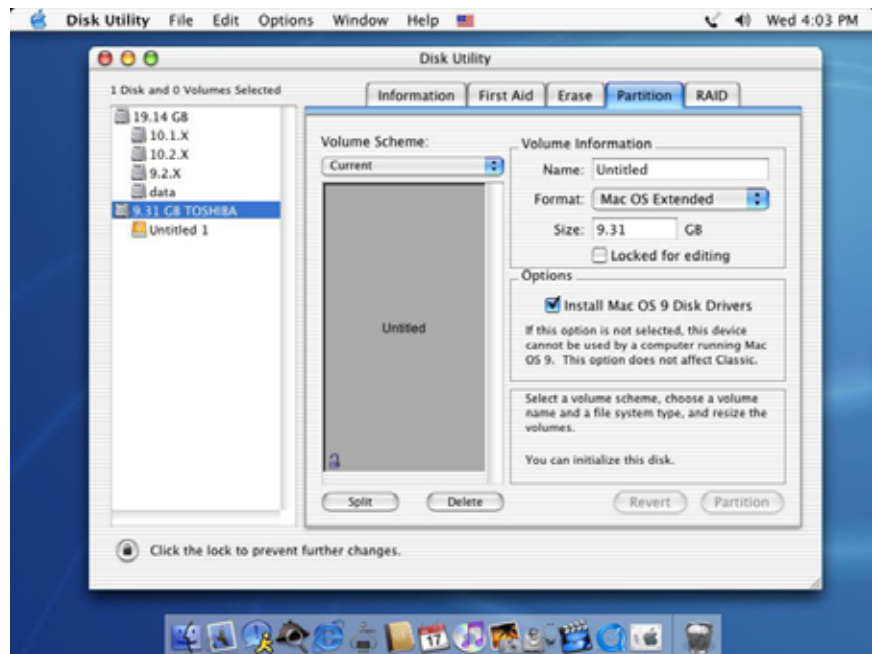 Disk Utility File Edit Options Window Help Wed 4:03 PM
Disk Utility
1 Disk and 0 Volumes Selected
Information First Aid Erase Partition RAID
19.14 GB
10.1.X
10.2.X
9.2.X
data
9.31 GB TOSHIBA
Untitled 1
Volume Scheme:
Current
Untitled
Split Delete
Volume Information
Name: Untitled
Format: Mac OS Extended
Size: 9.31 GB
Locked for editing
Options
Install Mac OS 9 Disk Drivers
If this option is not selected, this device
cannot be used by a computer running Mac
OS 9. This option does not affect Classic.
Select a volume scheme, choose a volume
name and a file system type, and resize the
volumes.
You can initialize this disk.
Revert Partition
Click the lock to prevent further changes.
17